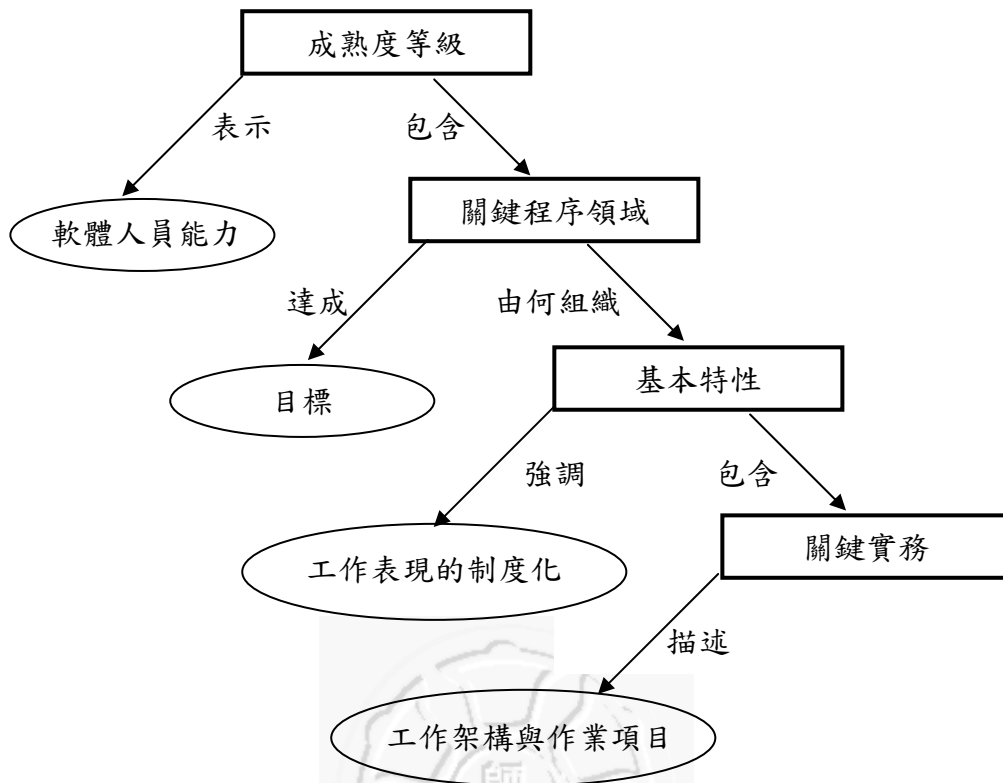 成熟度等級
表示
包含
軟體人員能力
關鍵程序領域
達成
由何組織
目標
基本特性
強調
包含
工作表現的制度化
關鍵實務
描述
工作架構與作業項目